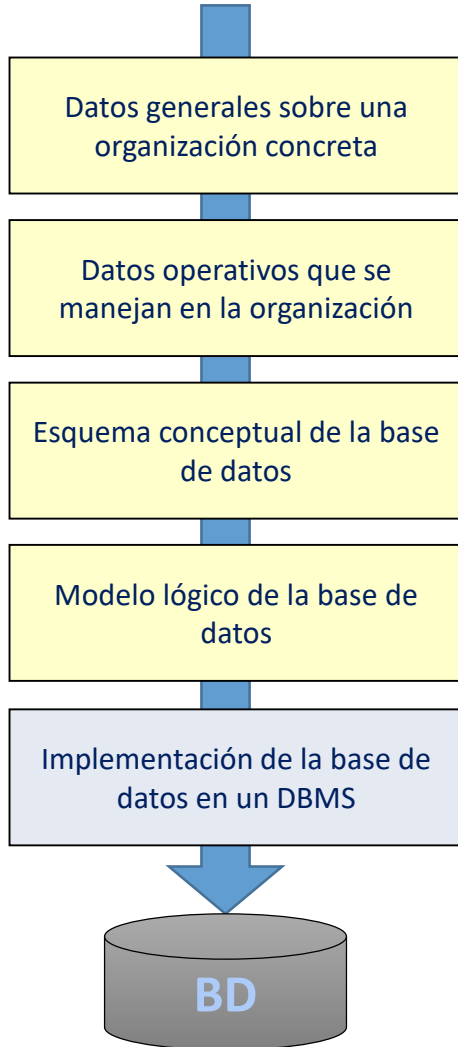 Datos generales sobre una
organización concreta
Datos operativos que se
manejan en la organización
Esquema conceptual de la base
de datos
Modelo lógico de la base de
datos
Implementación de la base de
datos en un DBMS
BD